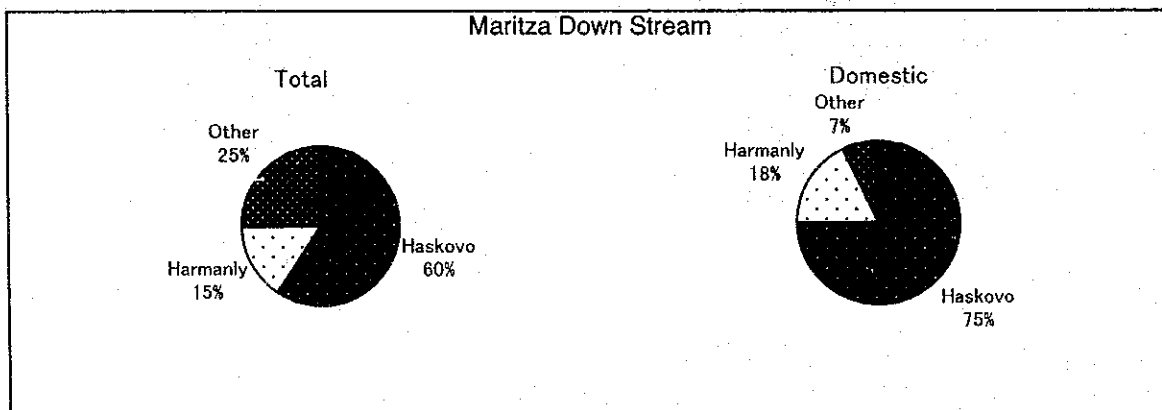 Maritza Down Stream
Total
Other
25%
Harmanly
15%
Haskovo
60%
Domestic
Other
7%
Harmanly
18%
Haskovo
75%